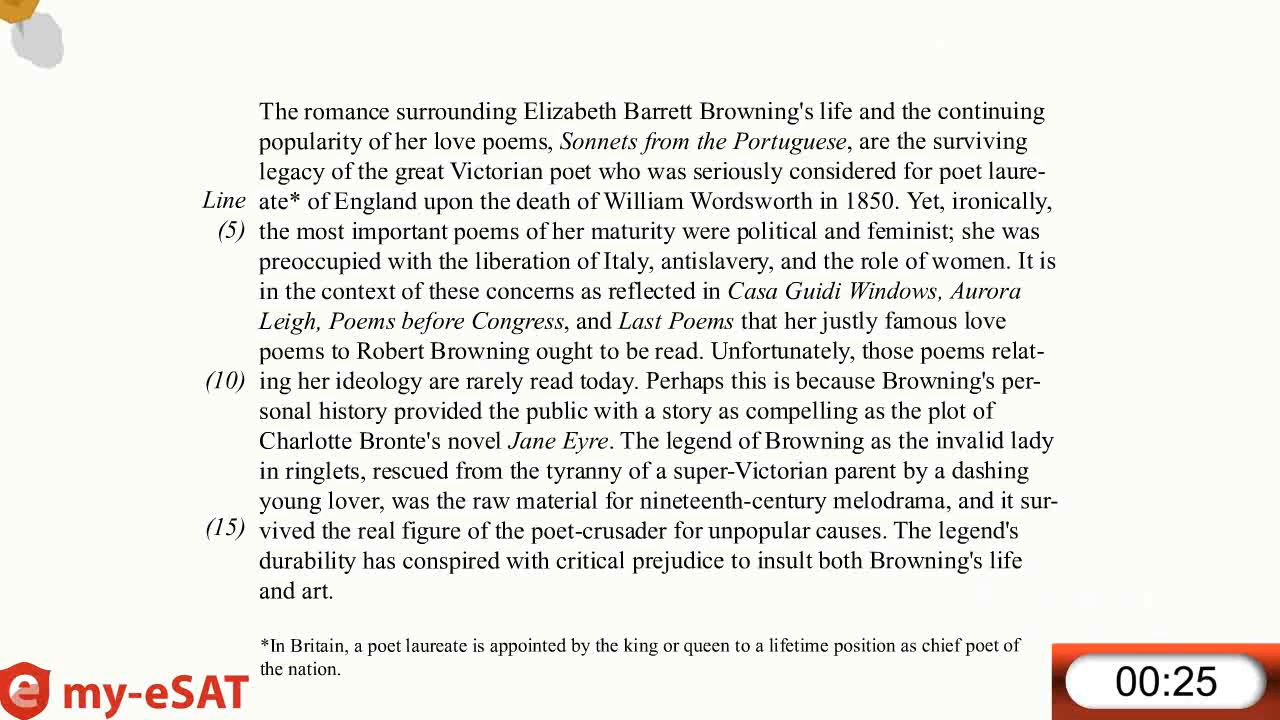 The romance surrounding Elizabeth Barrett Browning's life and the continuing
popularity of her love poems, Sonnets from the Portuguese, are the surviving
legacy of the great Victorian poet who was seriously considered for poet laure-
Line ate* of England upon the death of William Wordsworth in 1850. Yet, ironically,
(5) the most important poems of her maturity were political and feminist; she was
preoccupied with the liberation of Italy, antislavery, and the role of women. It is
in the context of these concerns as reflected in Casa Guidi Windows, Aurora
Leigh, Poems before Congress, and Last Poems that her justly famous love
poems to Robert Browning ought to be read. Unfortunately, those poems relat-
(10) ing her ideology are rarely read today. Perhaps this is because Browning's per-
sonal history provided the public with a story as compelling as the plot of
Charlotte Bronte's novel Jane Eyre. The legend of Browning as the invalid lady
in ringlets, rescued from the tyranny of a super-Victorian parent by a dashing
young lover, was the raw material for nineteenth-century melodrama, and it sur-
(15) vived the real figure of the poet-crusader for unpopular causes. The legend's
durability has conspired with critical prejudice to insult both Browning's life
and art.
*In Britain, a poet laureate is appointed by the king or queen to a lifetime position as chief poet of
the nation.
my-eSAT
00:25